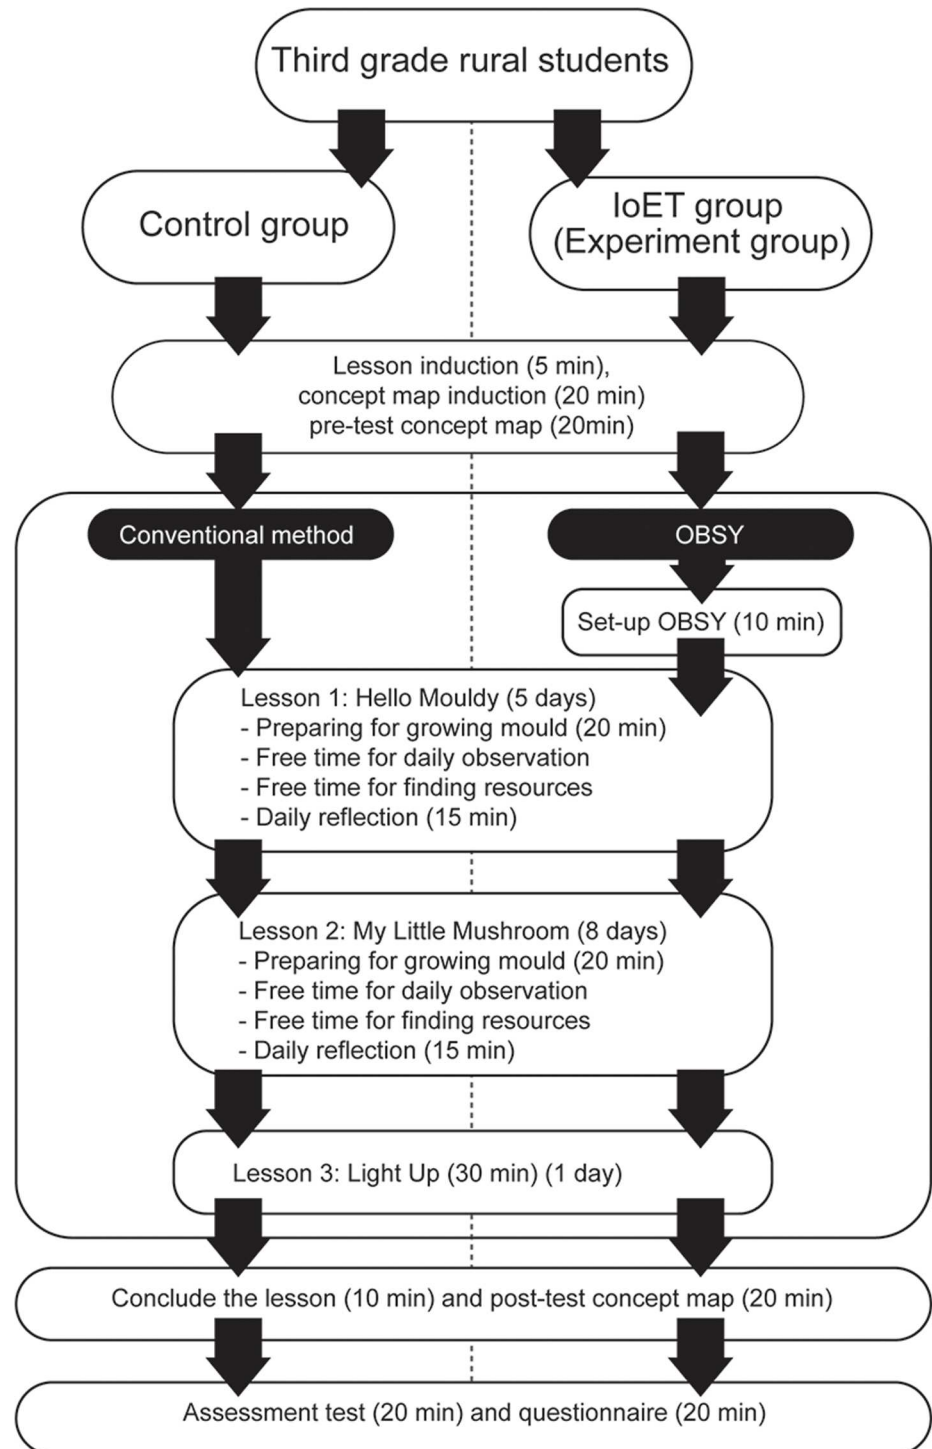 Third grade rural students
Control group
IoET group
(Experiment group)
Lesson induction (5 min),
concept map induction (20 min)
pre-test concept map (20min)
Conventional method
OBSY
Set-up OBSY (10 min)
Lesson 1: Hello Mouldy (5 days)
- Preparing for growing mould (20 min)
- Free time for daily observation
- Free time for finding resources
- Daily reflection (15 min)
Lesson 2: My Little Mushroom (8 days)
- Preparing for growing mould (20 min)
- Free time for daily observation
- Free time for finding resources
- Daily reflection (15 min)
Lesson 3: Light Up (30 min) (1 day)
Conclude the lesson (10 min) and post-test concept map (20 min)
Assessment test (20 min) and questionnaire (20 min)